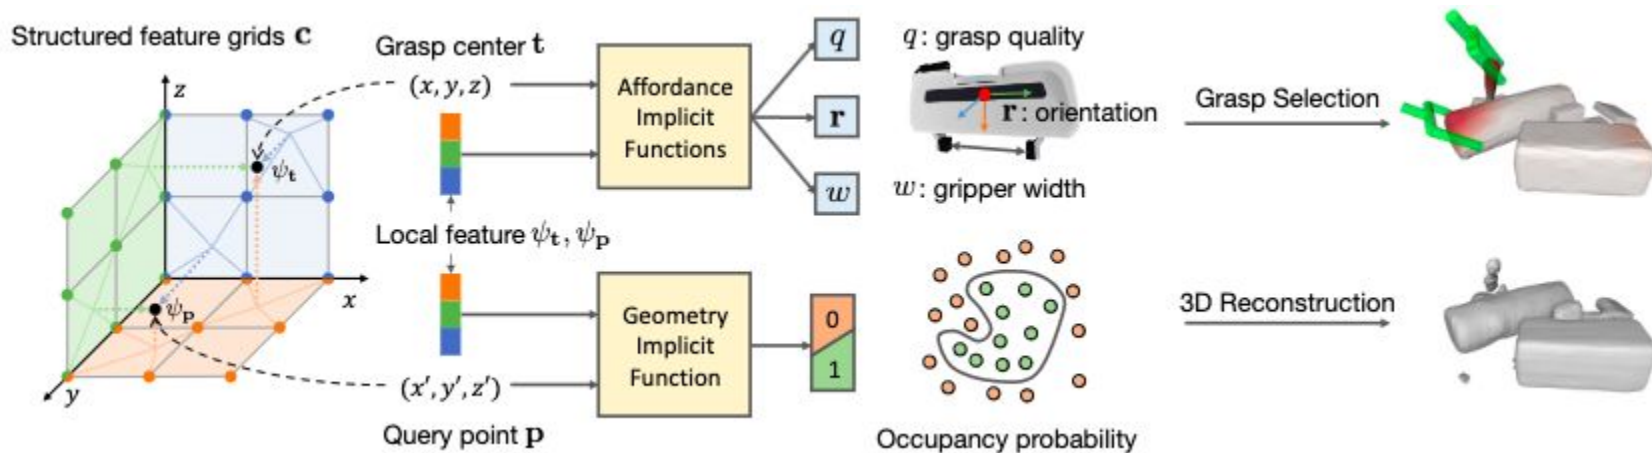 Structured feature grids c
z
x
y
ψt
ψp
Grasp center t
(x, y, z)
Local feature ψt, ψp
(x′, y′, z′)
Query point p
Affordance
Implicit
Functions
Geometry
Implicit
Function
q
r
w
0
1
q: grasp quality
r: orientation
w: gripper width
Occupancy probability
Grasp Selection
3D Reconstruction